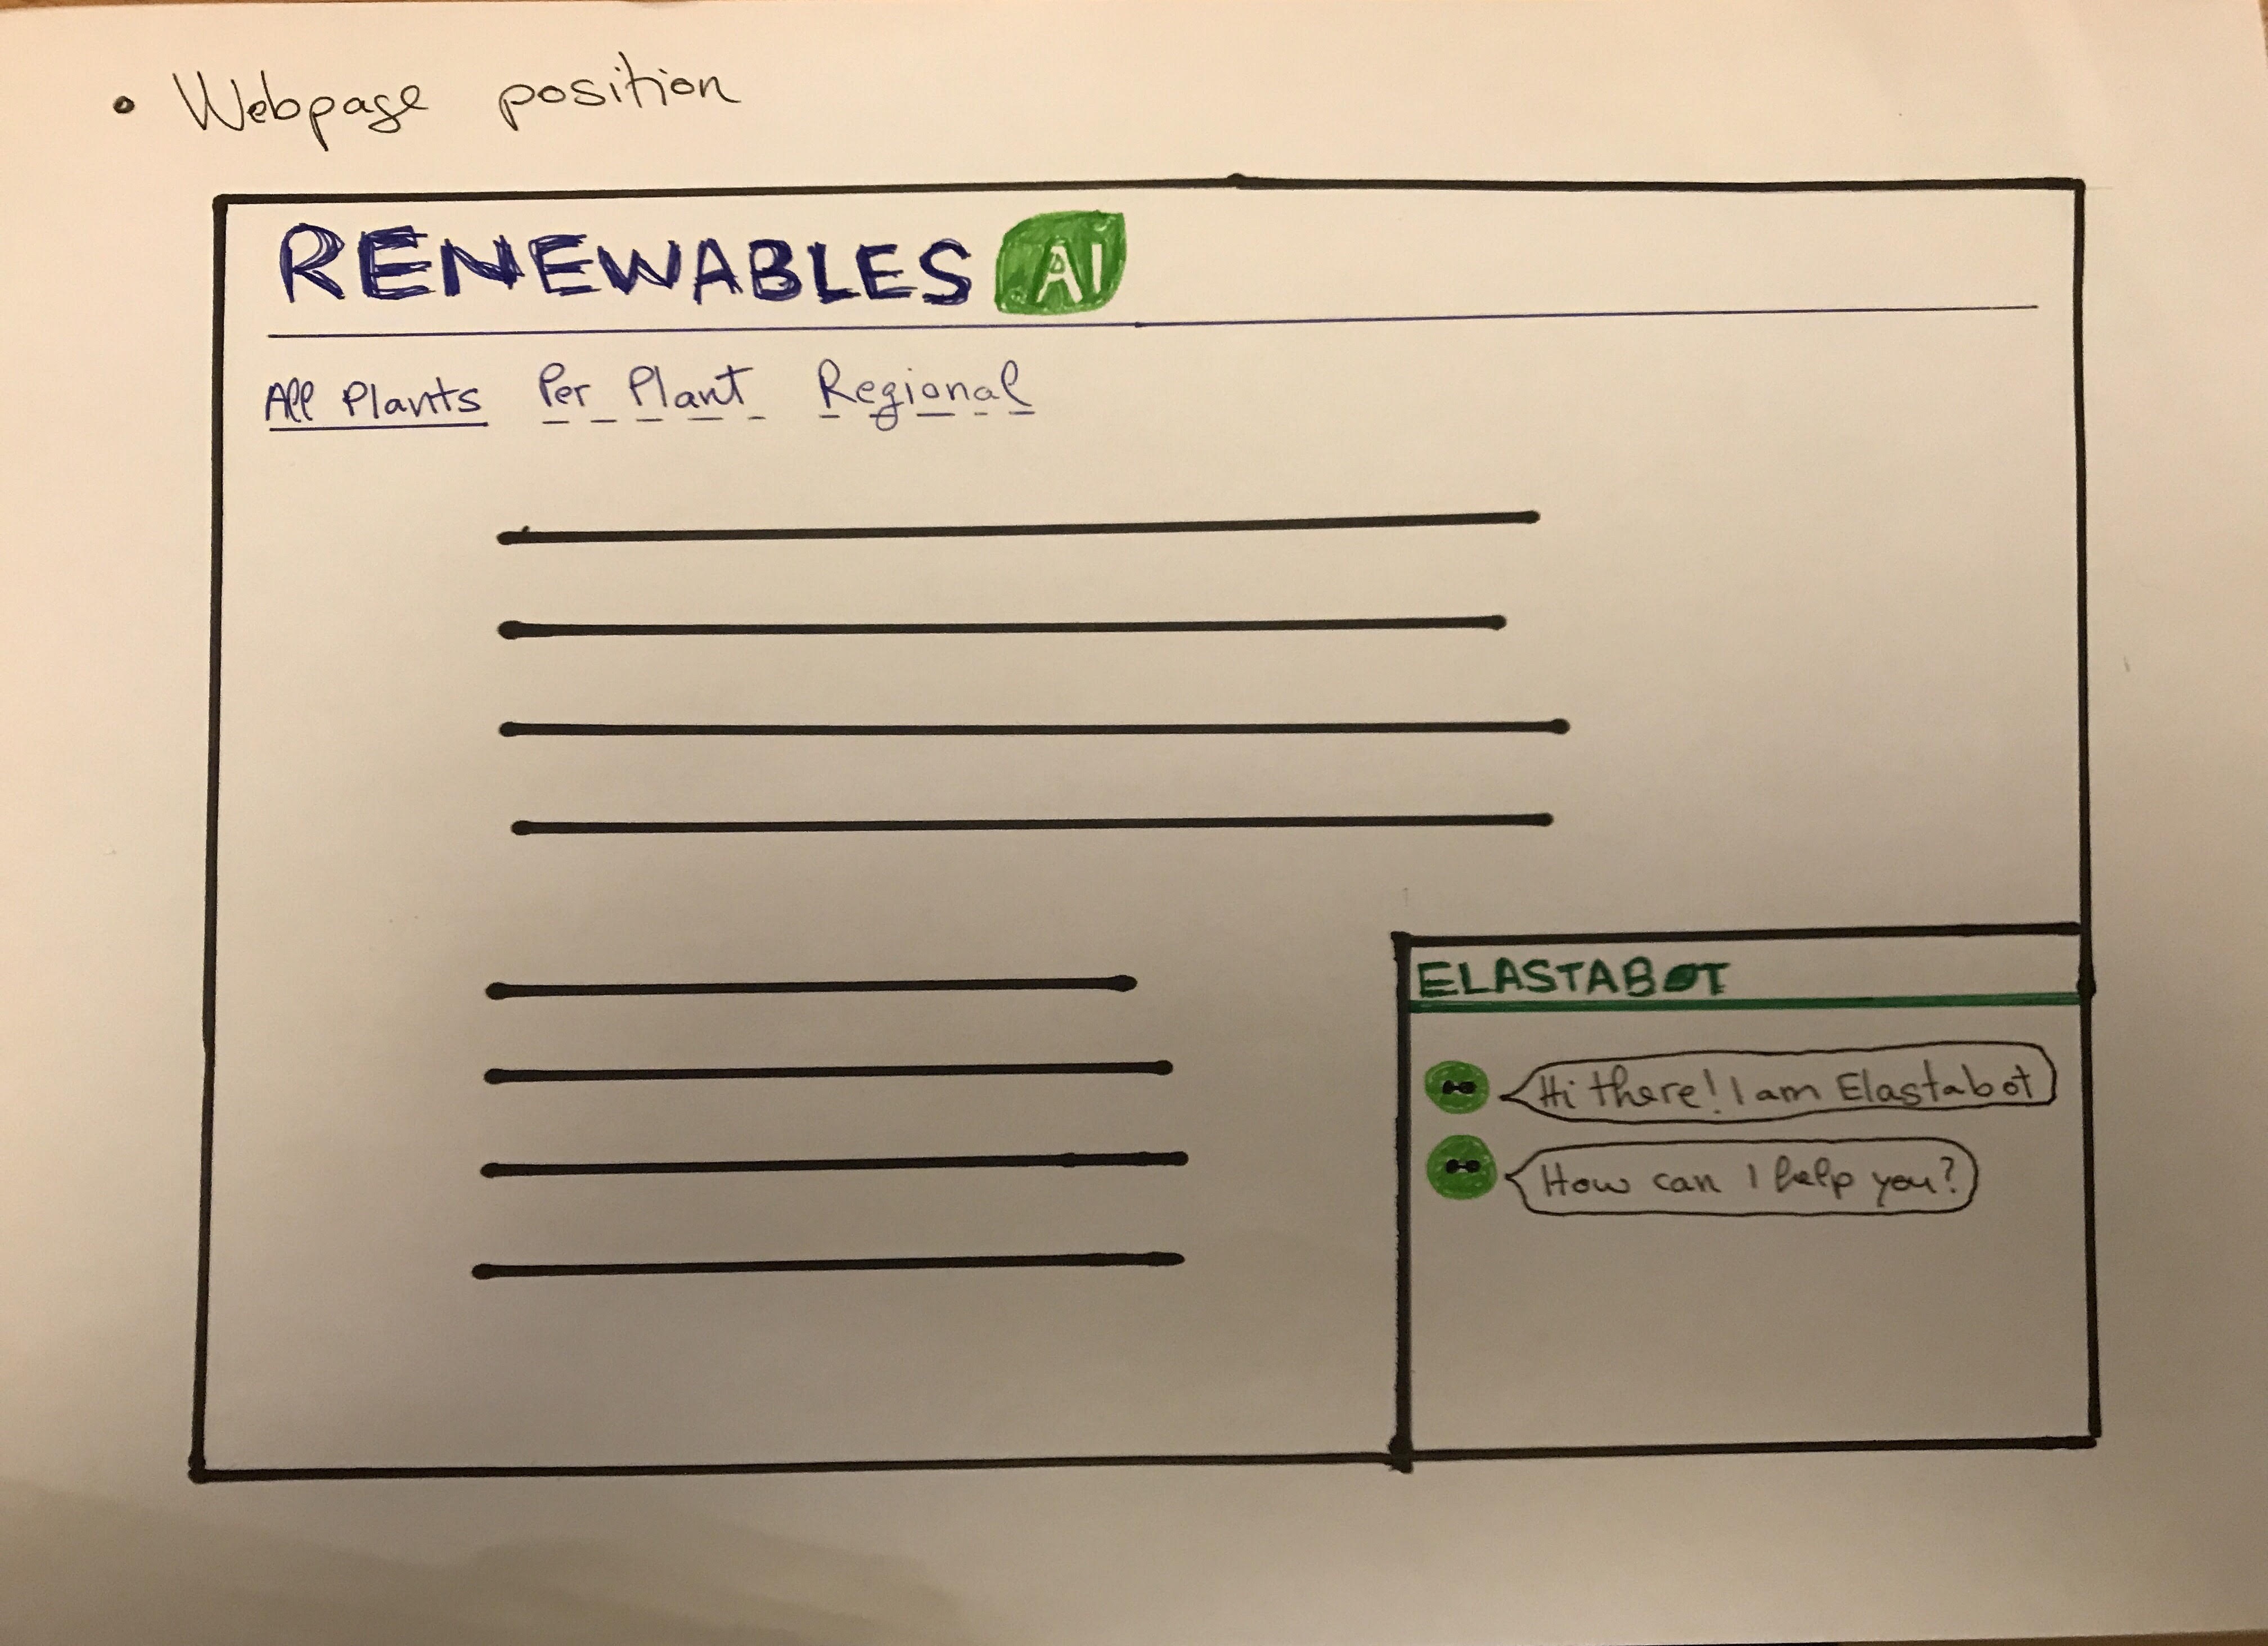 • Webpage position
RENEWABLES AI
All Plants Per Plant Regional
ELASTABOT
Hi there! I am Elastabot
How can I help you?